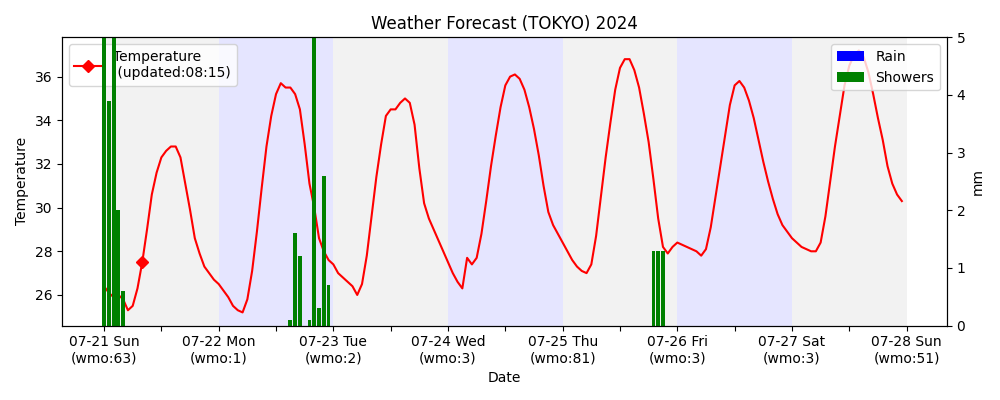 Weather Forecast (TOKYO) 2024
Temperature
(updated:08:15)
Rain
Showers
Temperature
36
34
32
30
28
26
5
4
3
2
1
0
mm
07-21 Sun
(wmo:63)
07-22 Mon
(wmo:1)
07-23 Tue
(wmo:2)
07-24 Wed
(wmo:3)
07-25 Thu
(wmo:81)
07-26 Fri
(wmo:3)
07-27 Sat
(wmo:3)
07-28 Sun
(wmo:51)
Date